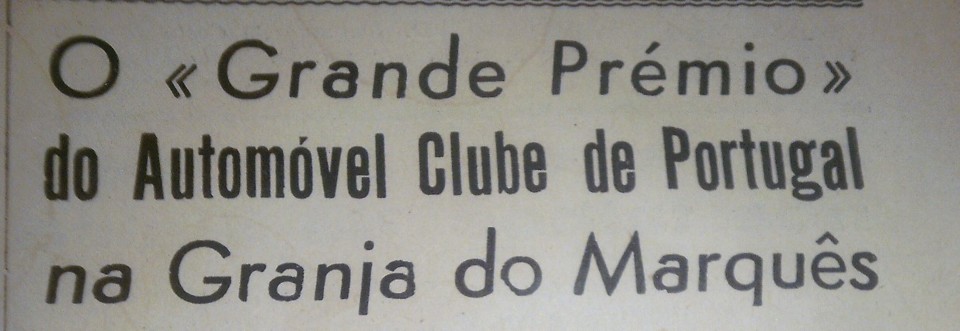 O «Grande Prémio»
do Automóvel Clube de Portugal
na Granja do Marquês